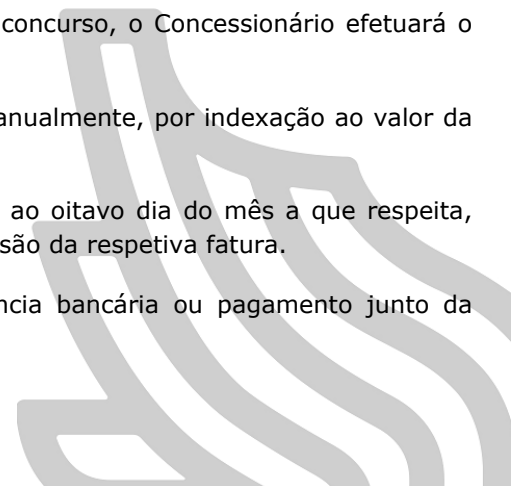 concurso, o Concessionário efetuará o
anualmente, por indexação ao valor da
ao oitavo dia do mês a que respeita,
são da respetiva fatura.
ncia bancária ou pagamento junto da